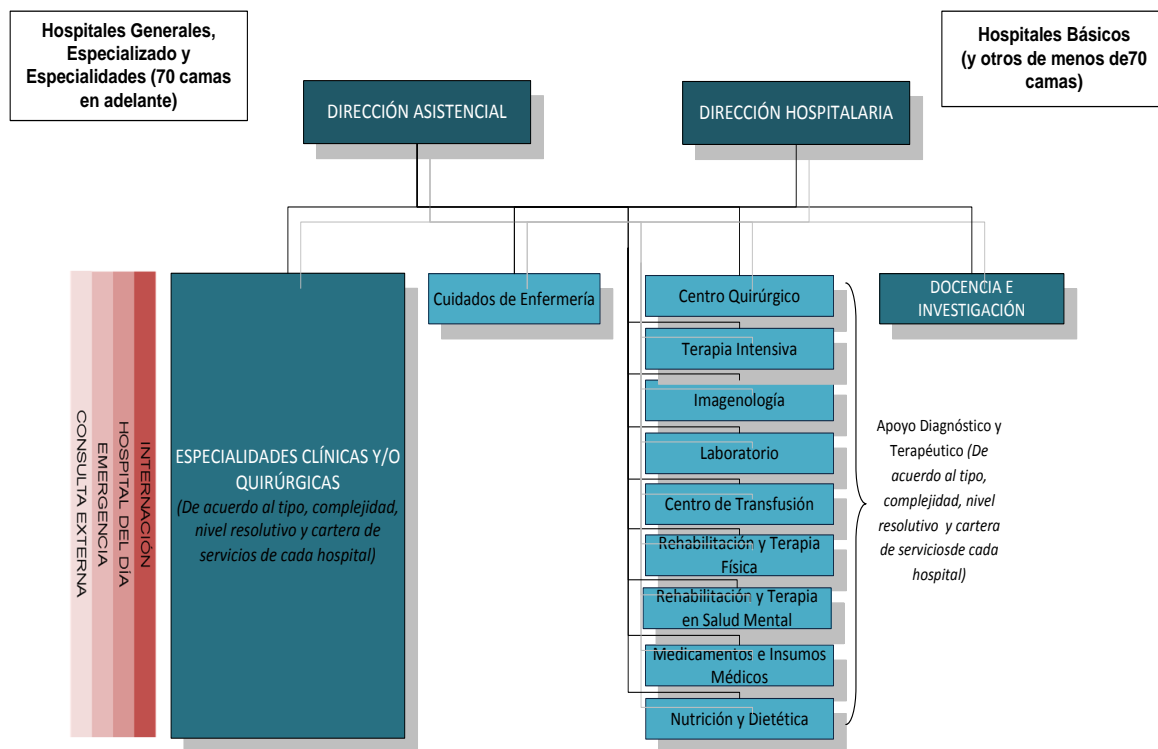 Hospitales Generales,
Especializado y
Especialidades (70 camas
en adelante)
Hospitales Básicos
(y otros de menos de70
camas)
DIRECCIÓN ASISTENCIAL
DIRECCIÓN HOSPITALARIA
CONSULTA EXTERNA
EMERGENCIA
HOSPITAL DEL DÍA
INTERNACIÓN
ESPECIALIDADES CLÍNICAS Y/O
QUIRÚRGICAS
(De acuerdo al tipo, complejidad,
nivel resolutivo y cartera de
servicios de cada hospital)
Cuidados de Enfermería
Centro Quirúrgico
Terapia Intensiva
Imagenología
Laboratorio
Centro de Transfusión
Rehabilitación y Terapia
Física
Rehabilitación y Terapia
en Salud Mental
Medicamentos e Insumos
Médicos
Nutrición y Dietética
DOCENCIA E
INVESTIGACIÓN
Apoyo Diagnóstico y
Terapéutico (De
acuerdo al tipo,
complejidad, nivel
resolutivo y cartera
de serviciosde cada
hospital)